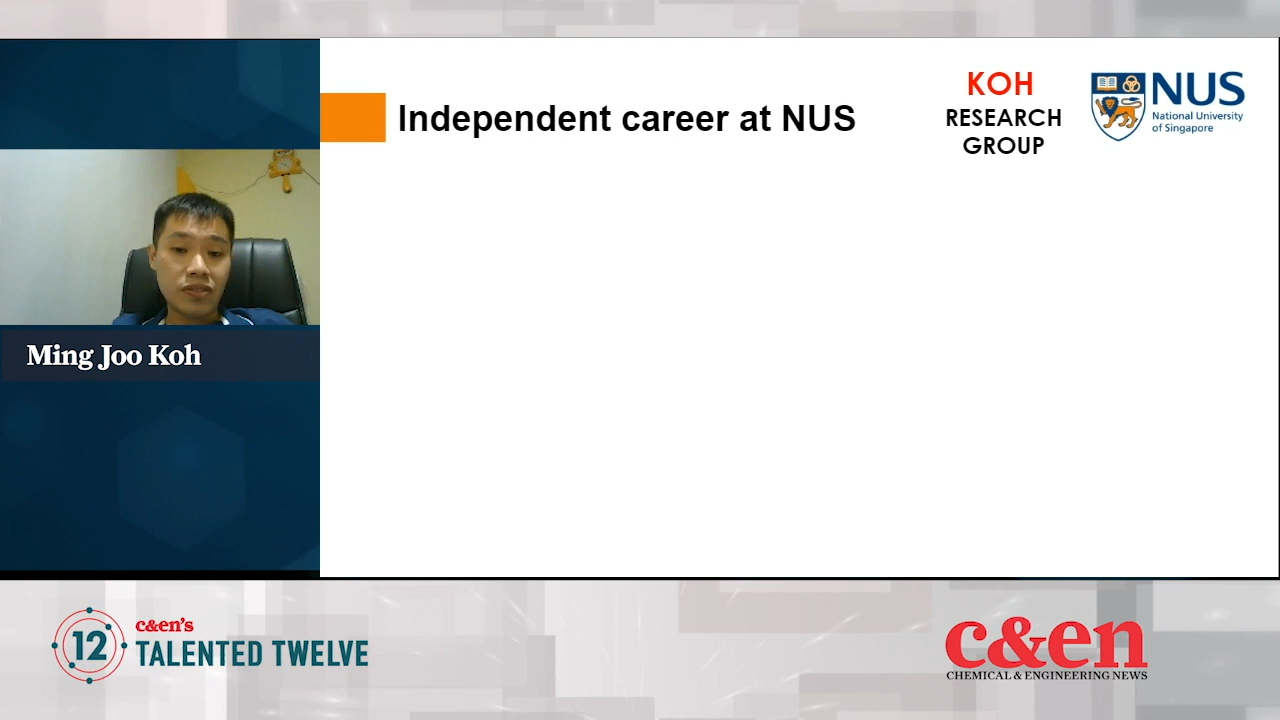 Independent career at NUS
KOH
RESEARCH
GROUP
NUS
National University
of Singapore
Ming Joo Koh
12
c&en's
TALENTED TWELVE
c&en
CHEMICAL & ENGINEERING NEWS